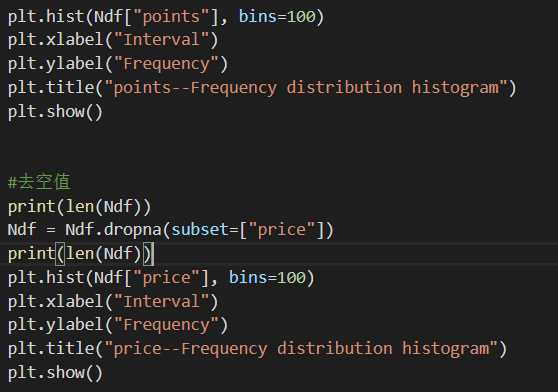 plt.hist(Ndf["points"], bins=100)
plt.xlabel("Interval")
plt.ylabel("Frequency")
plt.title("points--Frequency distribution histogram")
plt.show()
#去空值
print(len(Ndf))
Ndf = Ndf.dropna(subset=["price"])
print(len(Ndf))
plt.hist(Ndf["price"], bins=100)
plt.xlabel("Interval")
plt.ylabel("Frequency")
plt.title("price--Frequency distribution histogram")
plt.show()